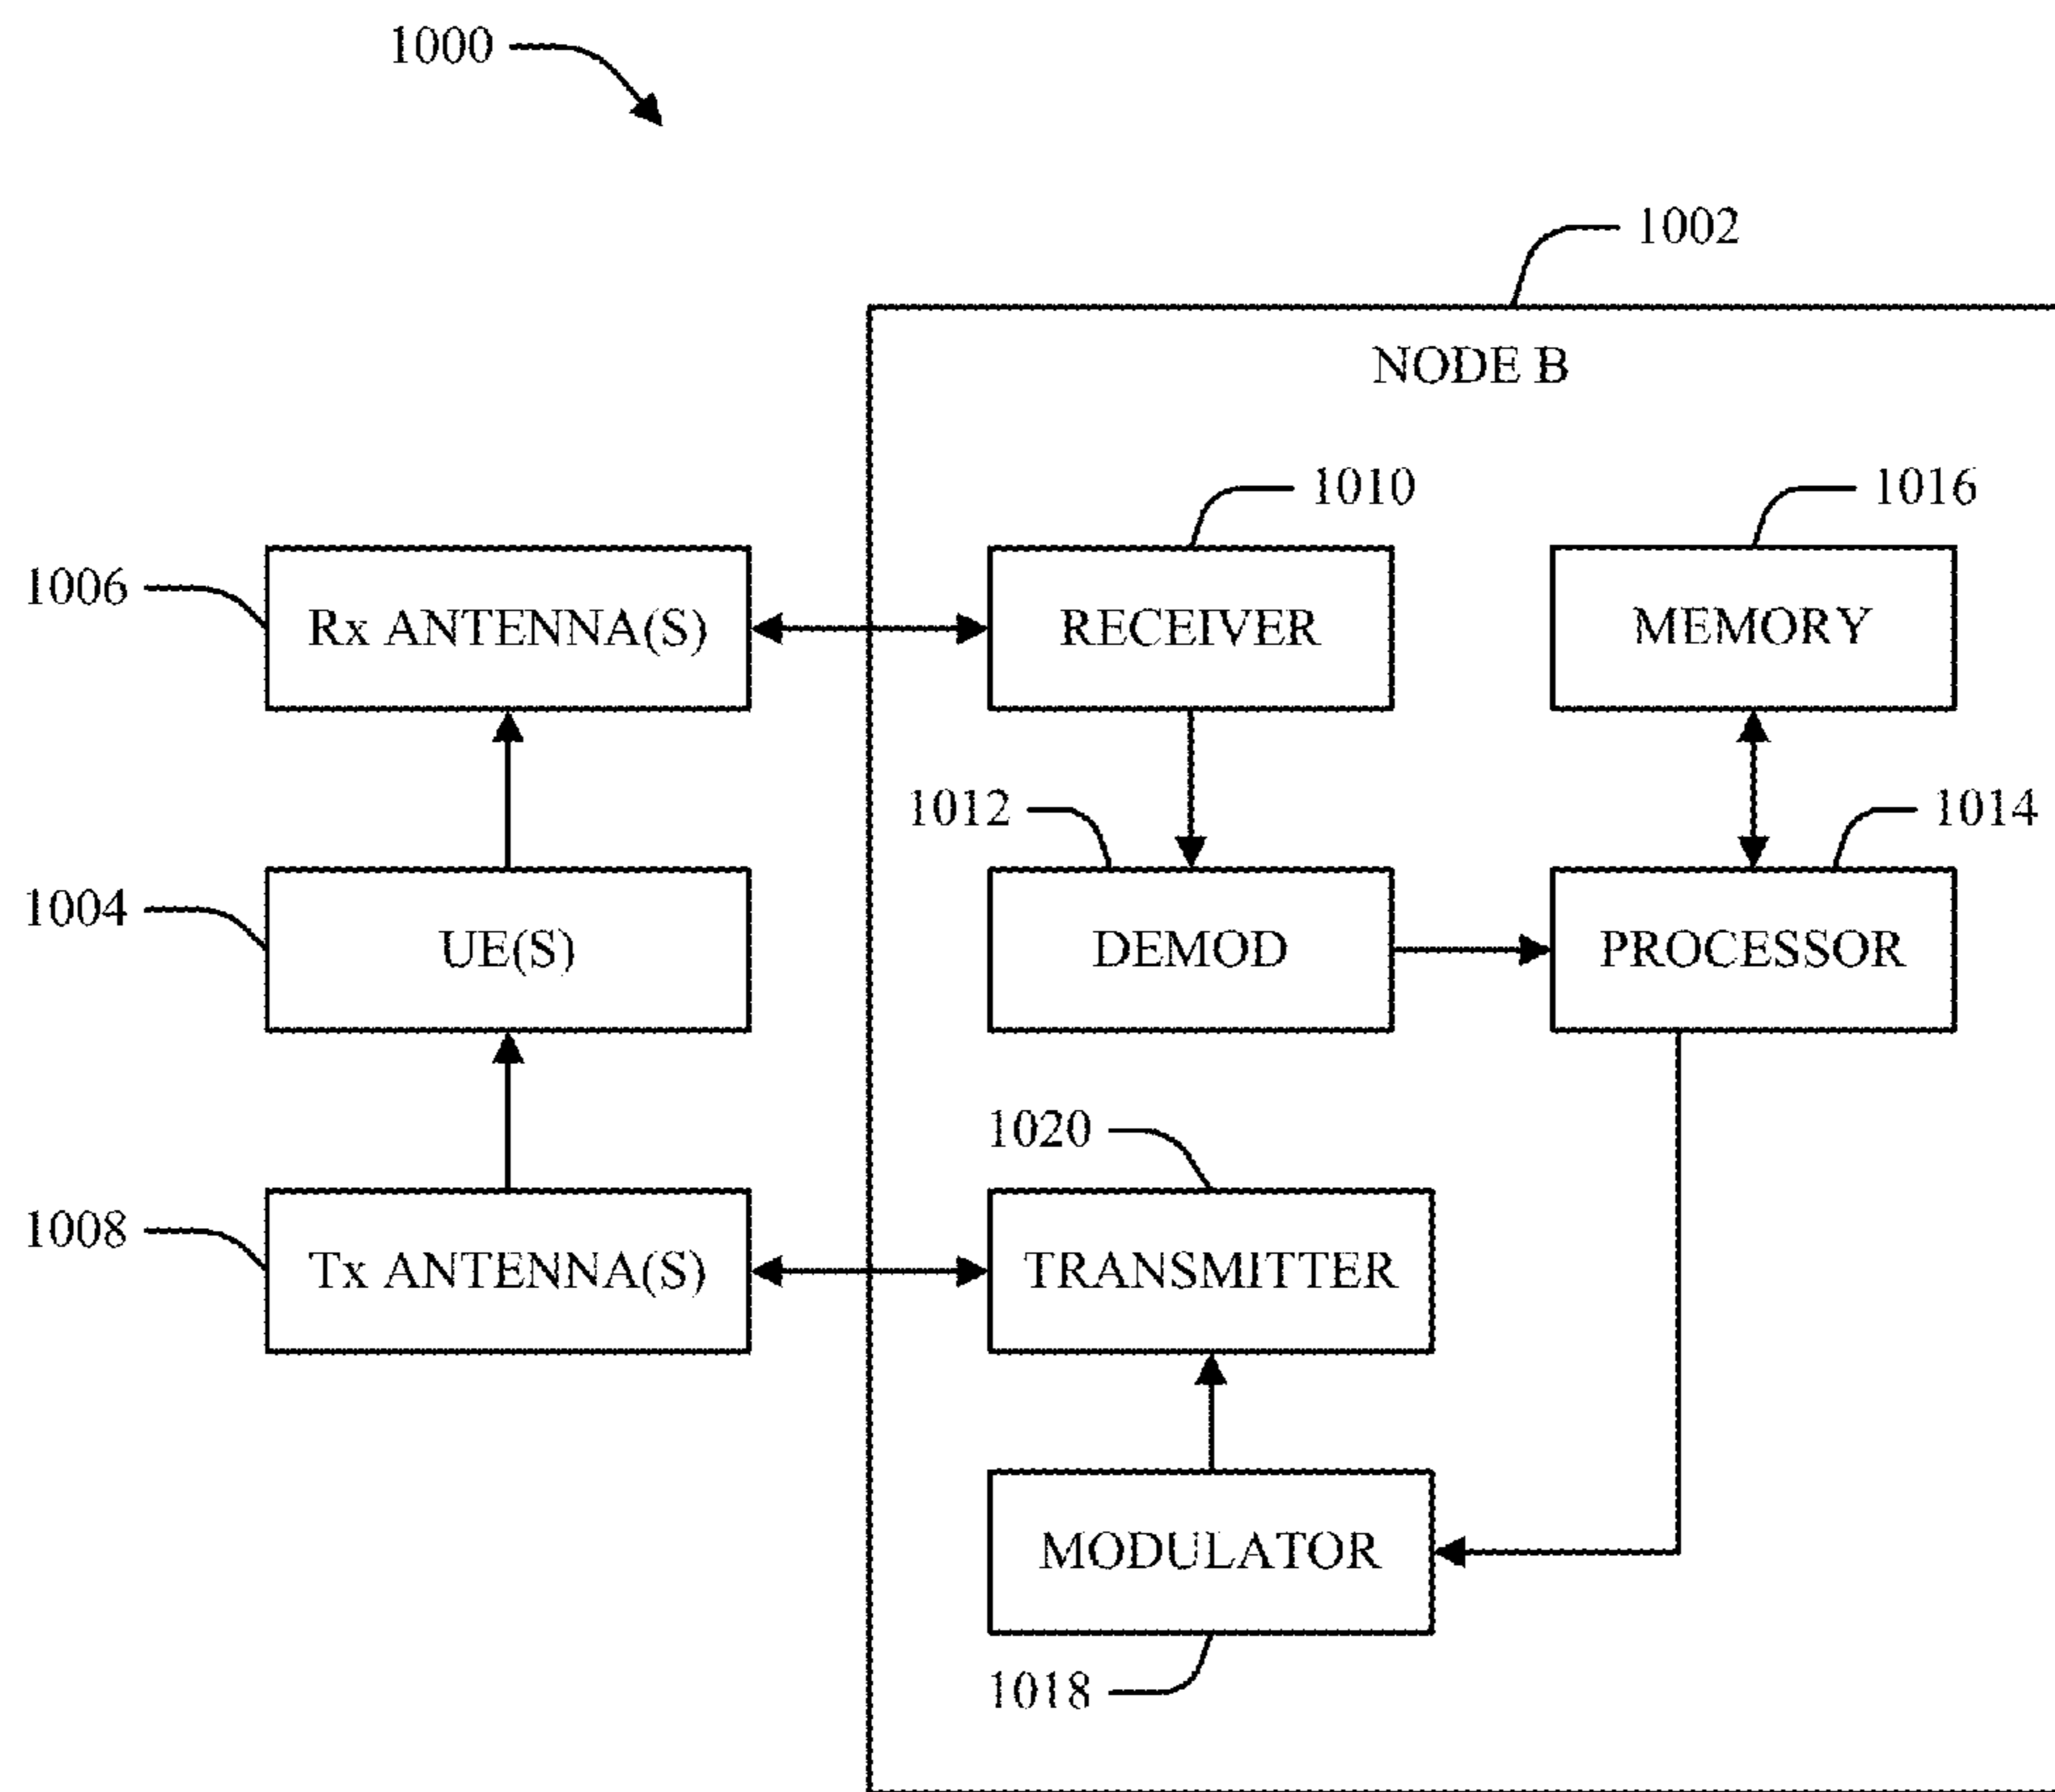 1000
1002
NODE B
1010
1016
1006
Rx ANTENNA(S)
RECEIVER
MEMORY
1012
1014
1004
UE(S)
DEMOD
PROCESSOR
1020
1008
Tx ANTENNA(S)
TRANSMITTER
MODULATOR
1018